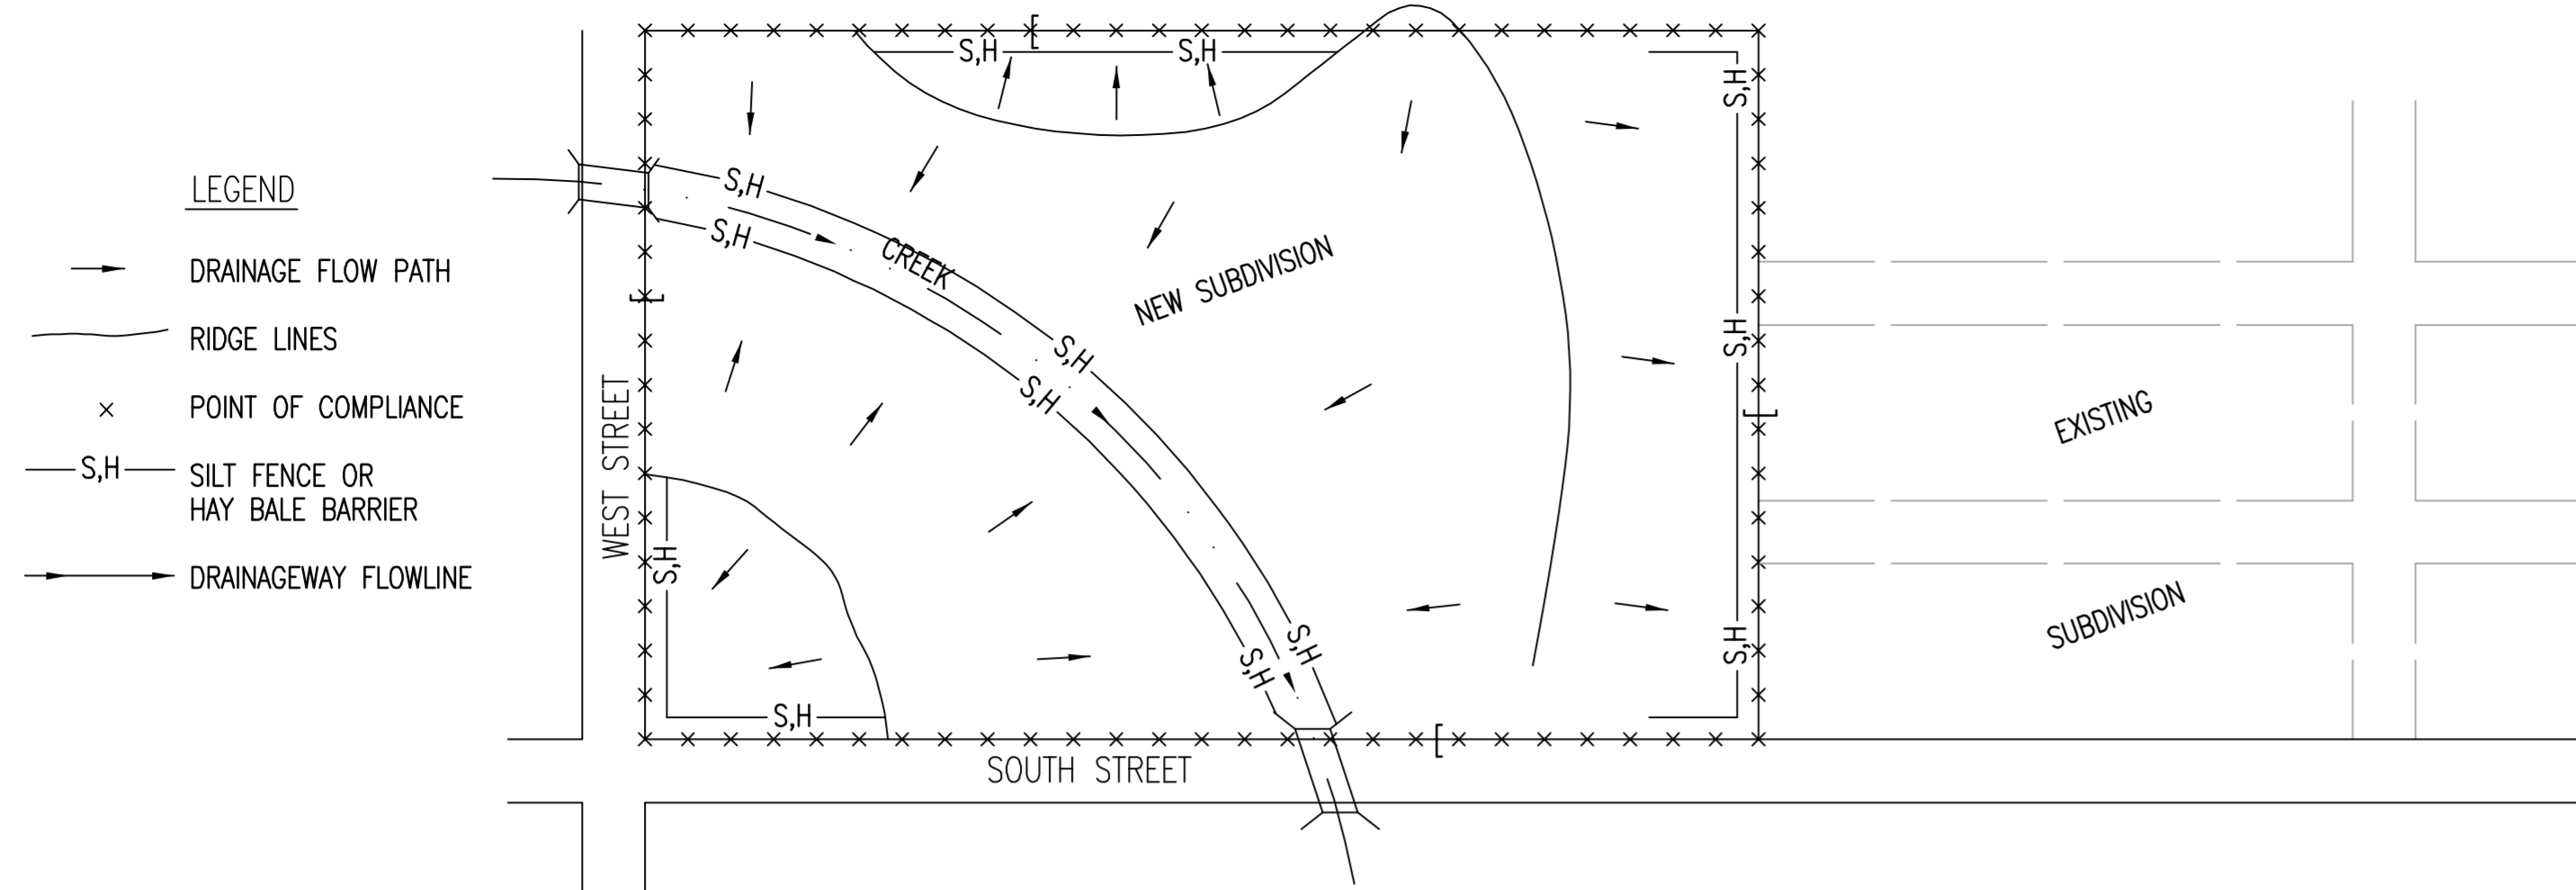 LEGEND
DRAINAGE FLOW PATH
RIDGE LINES
POINT OF COMPLIANCE
S,H
SILT FENCE OR
HAY BALE BARRIER
DRAINAGEWAY FLOWLINE
WEST STREET
S,H
S,H
S,H
S,H
S,H
CREEK
NEW SUBDIVISION
S,H
S,H
S,H
S,H
S,H
S,H
S,H
S,H
S,H
SOUTH STREET
EXISTING
SUBDIVISION